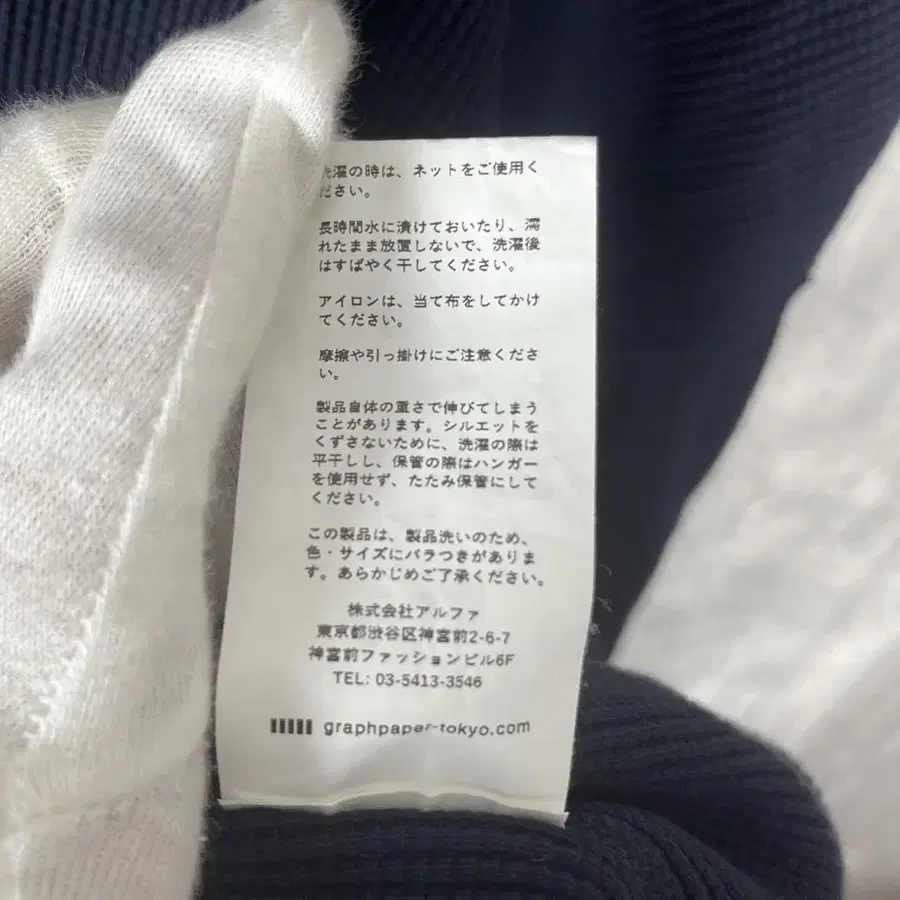 洗濯の時は、ネットをご使用く
ださい。
長時間水に漬けておいたり、濡
れたまま放置しないで、洗濯後
はすばやく干してください。
アイロンは、当て布をしてかけ
てください。
摩擦や引っ掛けにご注意くださ
い。
製品自体の重さで伸びてしまう
ことがあります。シルエットを
くずさないために、洗濯の際は
平干しし、保管の際はハンガー
を使用せず、たたみ保管にして
ください。
この製品は、製品洗いのため、
色・サイズにバラつきがありま
す。あらかじめご了承ください。
株式会社アルファ
東京都渋谷区神宮前2-6-7
神宮前ファッションビル6F
TEL: 03-5413-3546
graphpaper-tokyo.com